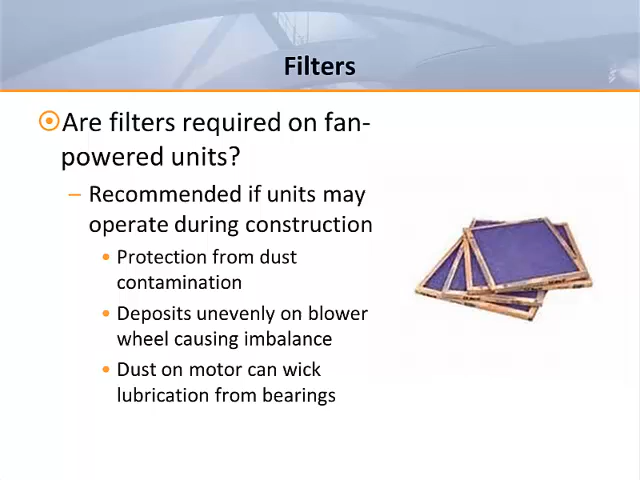 Filters
Are filters required on fan-
powered units?
– Recommended if units may
operate during construction
• Protection from dust
contamination
• Deposits unevenly on blower
wheel causing imbalance
• Dust on motor can wick
lubrication from bearings